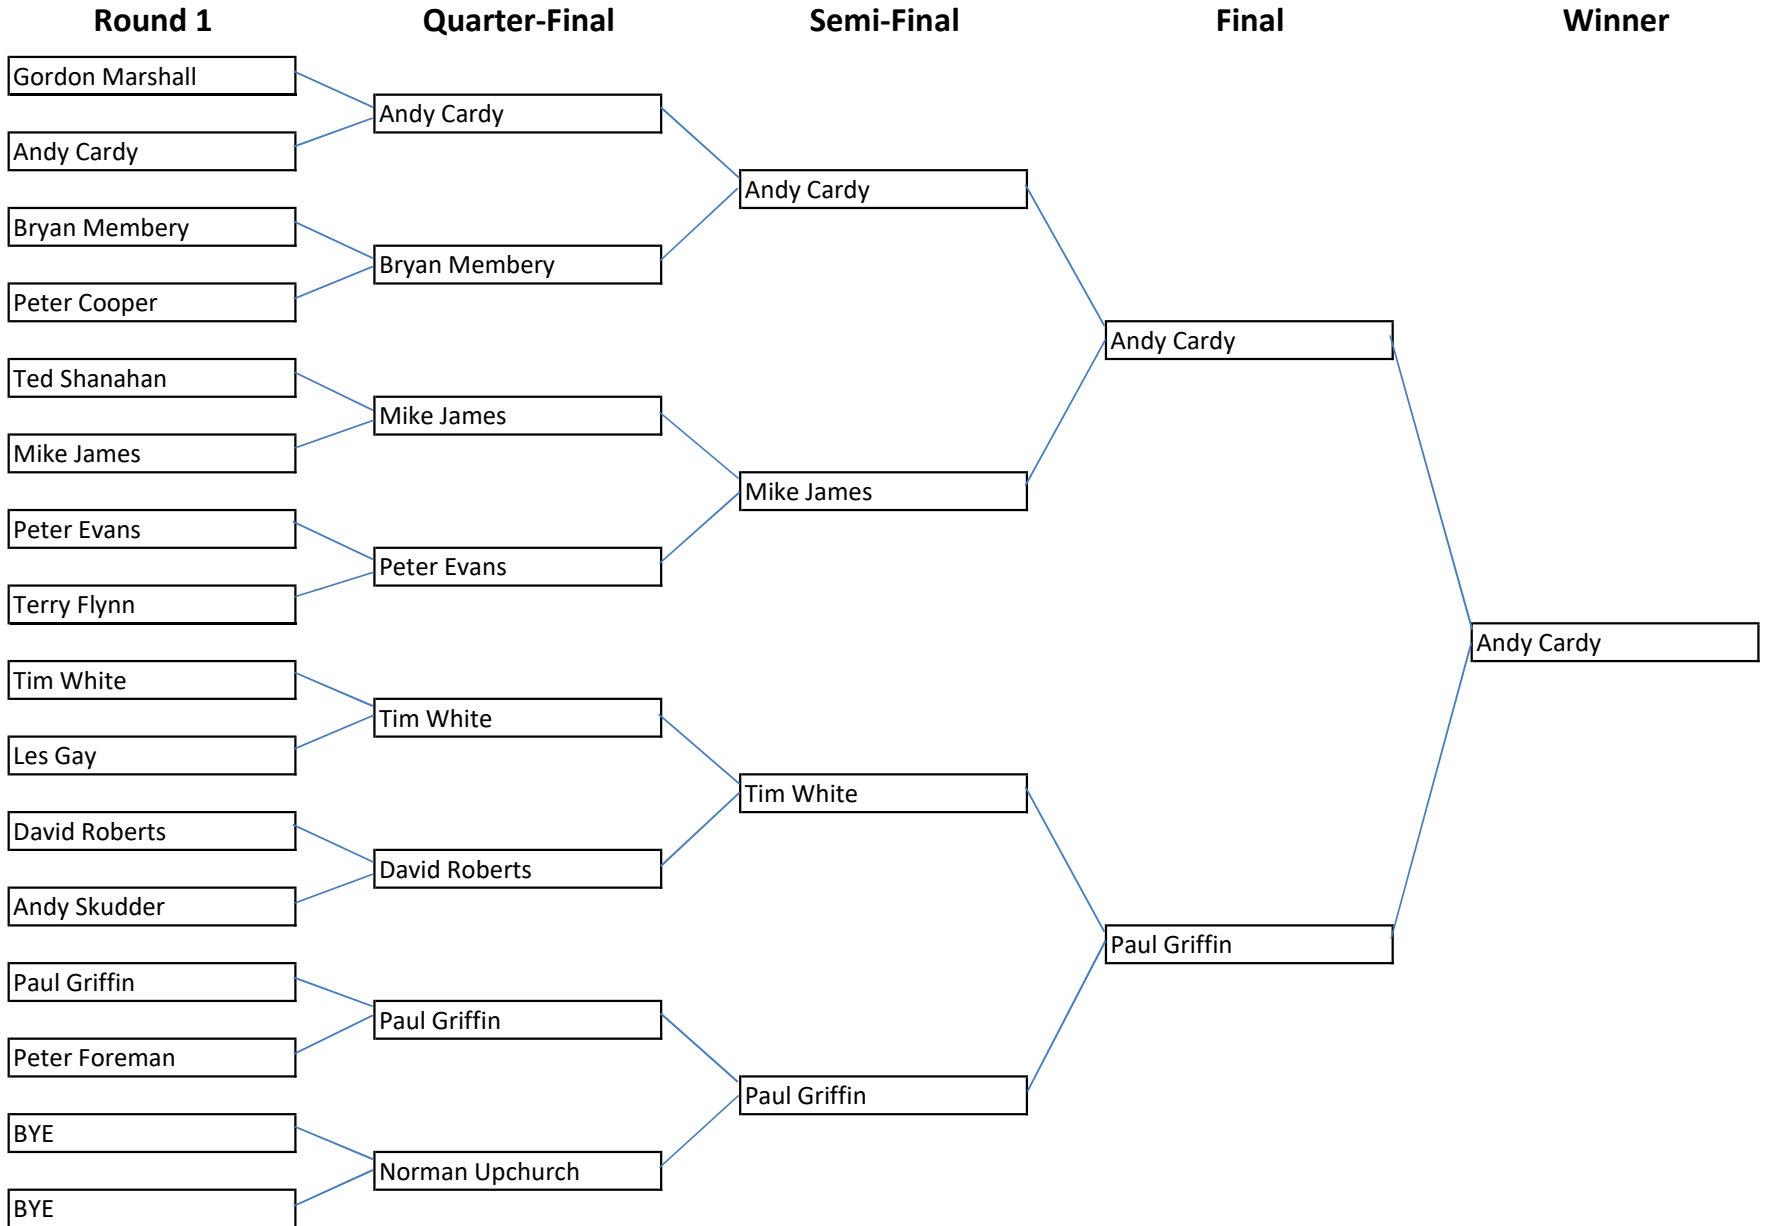 Round 1
Quarter-Final
Semi-Final
Final
Winner
Gordon Marshall
Andy Cardy
Bryan Membery
Peter Cooper
Ted Shanahan
Mike James
Peter Evans
Terry Flynn
Tim White
Les Gay
David Roberts
Andy Skudder
Paul Griffin
Peter Foreman
BYE
BYE
Andy Cardy
Bryan Membery
Mike James
Peter Evans
Tim White
David Roberts
Paul Griffin
Norman Upchurch
Andy Cardy
Mike James
Tim White
Paul Griffin
Andy Cardy
Paul Griffin
Andy Cardy